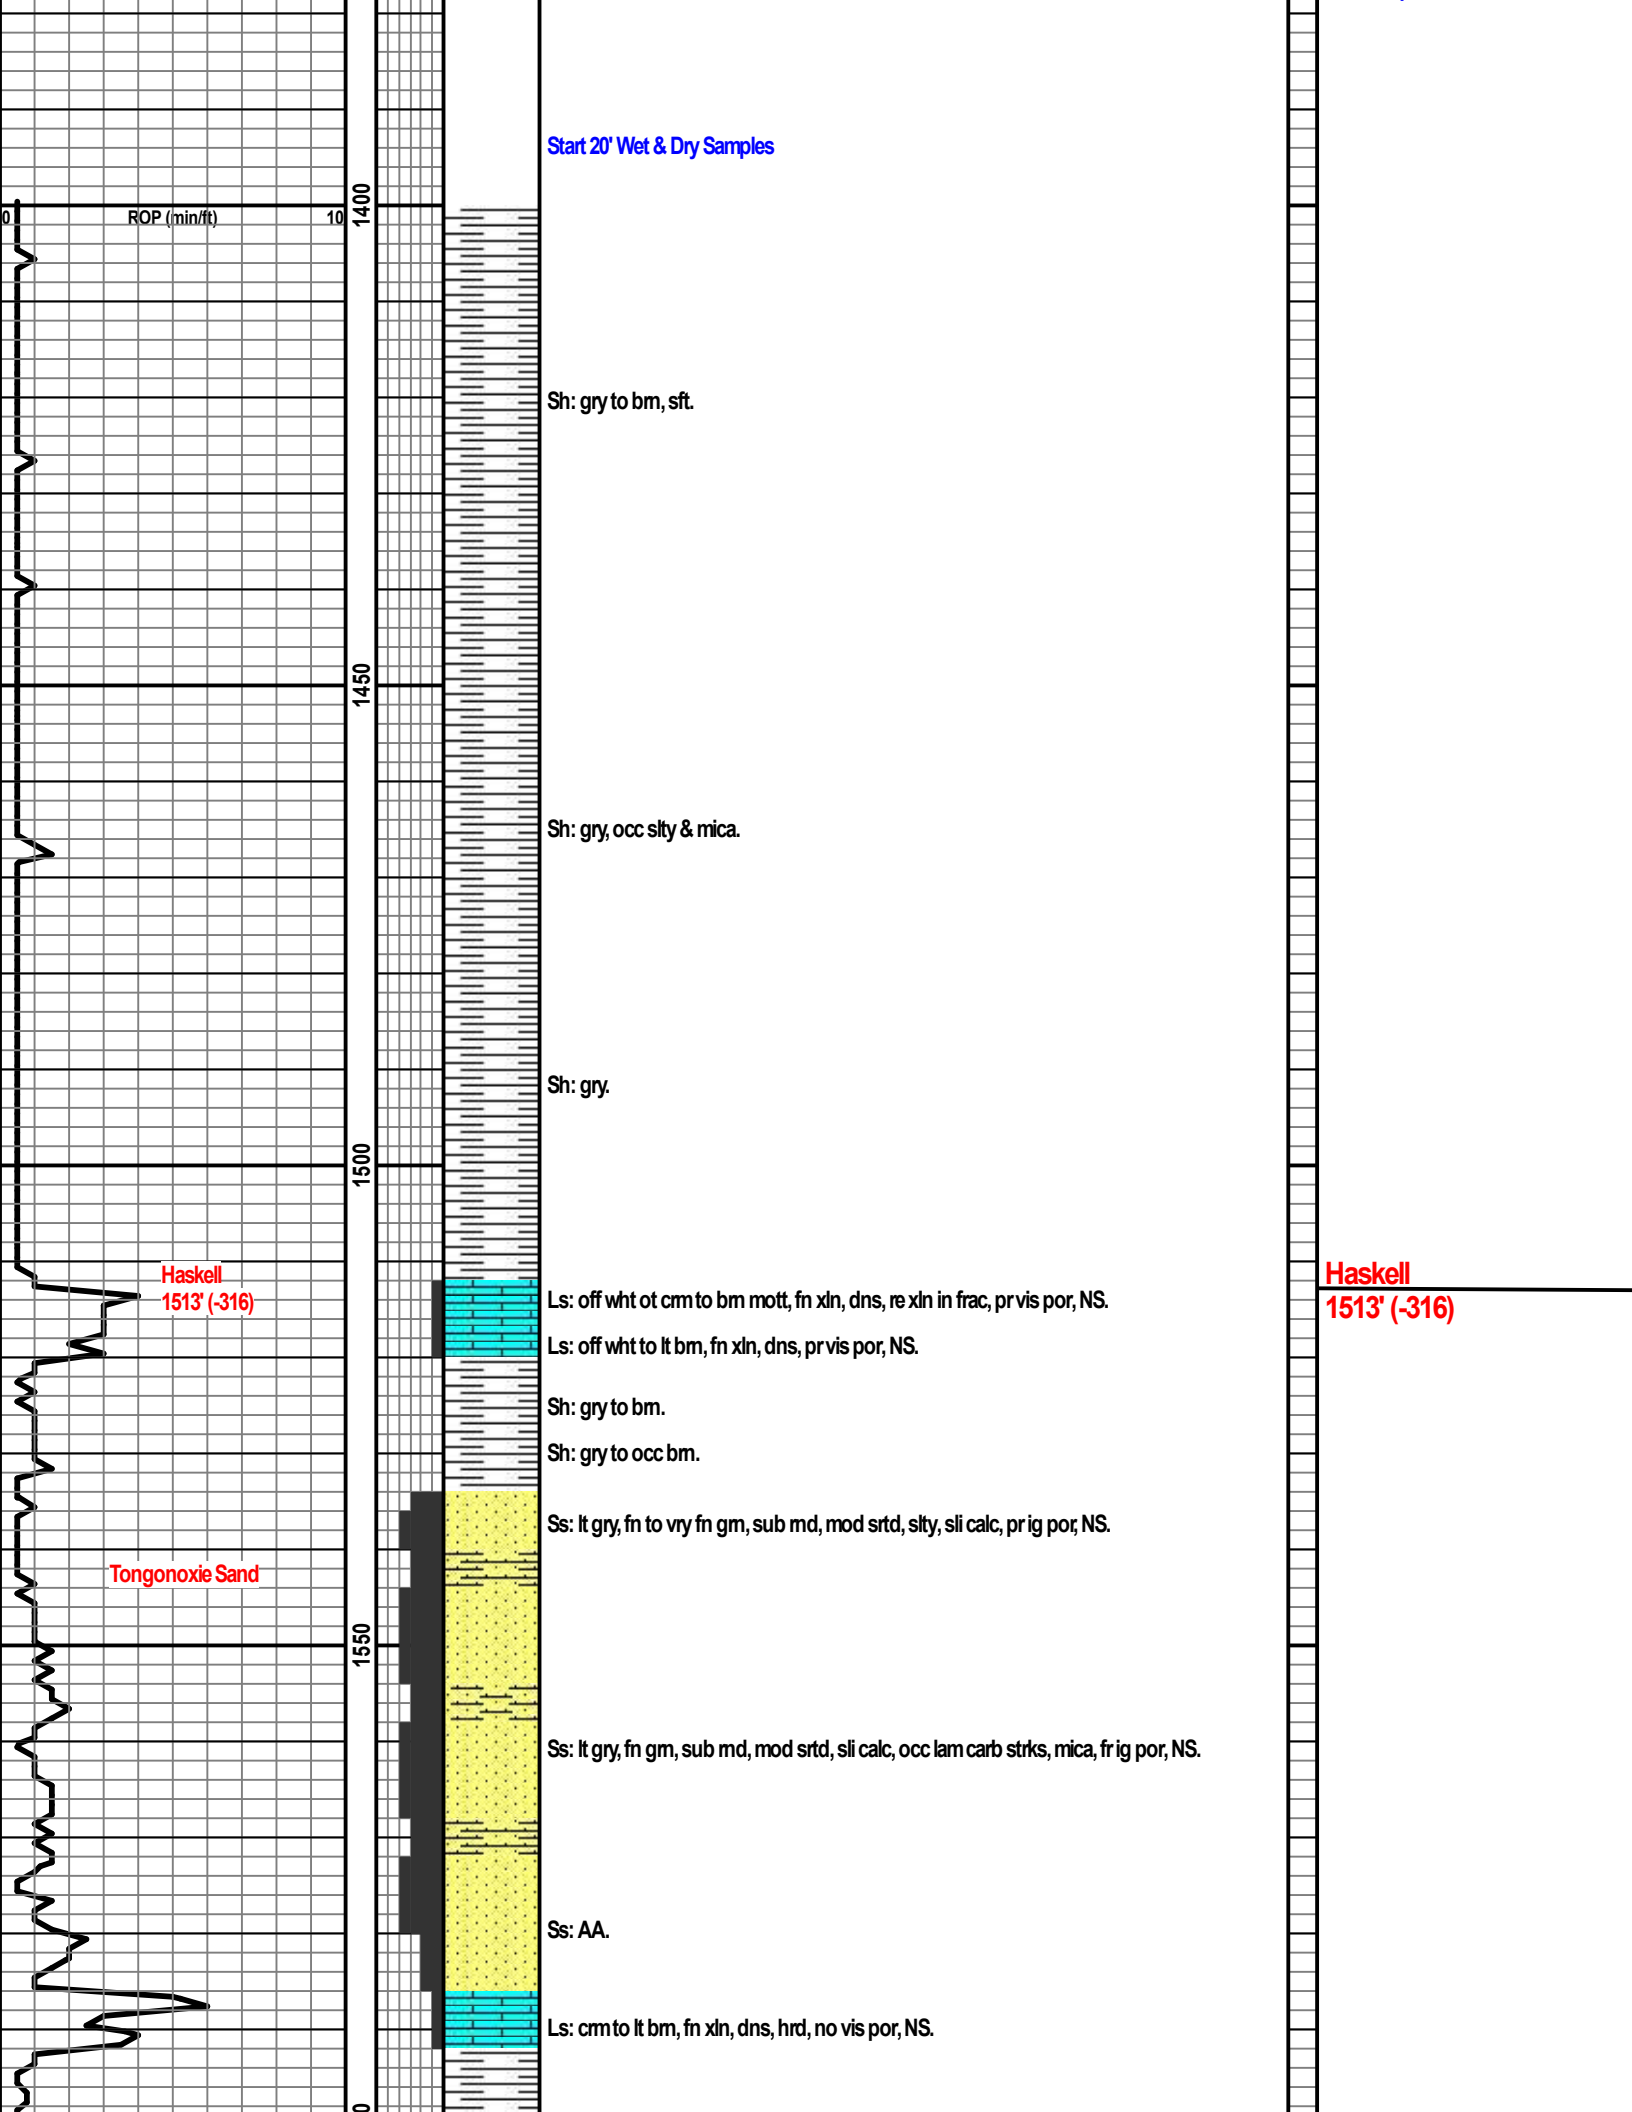 Start 20' Wet & Dry Samples
0 ROP (min/ft) 10
1400
Sh: gry to brn, sft.
1450
Sh: gry, occ slty & mica.
Sh: gry.
1500
Haskell
1513' (-316)
Haskell
1513' (-316)
Ls: off wht ot crm to brn mott, fn xln, dns, re xln in frac, pr vis por, NS.
Ls: off wht to lt brn, fn xln, dns, pr vis por, NS.
Sh: gry to brn.
Sh: gry to occ brn.
Ss: lt gry, fn to vry fn grn, sub rnd, mod srtd, slty, sli calc, pr ig por, NS.
Tongonoxie Sand
1550
Ss: lt gry, fn grn, sub rnd, mod srtd, sli calc, occ lam carb strks, mica, fr ig por, NS.
Ss: AA.
Ls: crm to lt brn, fn xln, dns, hrd, no vis por, NS.